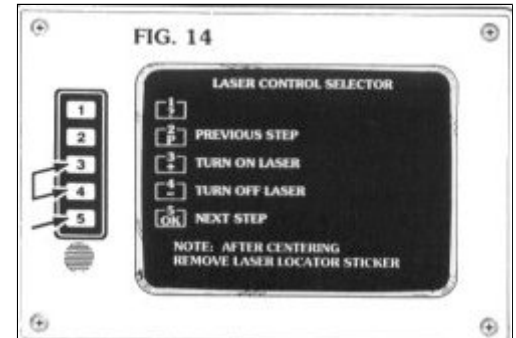 FIG. 14
LASER CONTROL SELECTOR
1
S
1
2
P PREVIOUS STEP
2
3
+ TURN ON LASER
3
4
- TURN OFF LASER
4
5
OK NEXT STEP
5
NOTE: AFTER CENTERING
REMOVE LASER LOCATOR STICKER